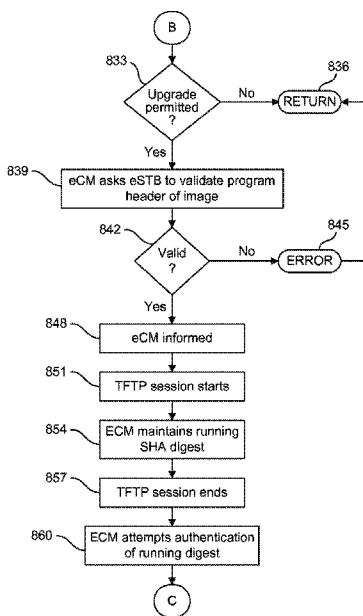 B
833
Upgrade
permitted
?
No
836
RETURN
Yes
839
eCM asks eSTB to validate program
header of image
842
Valid
?
No
845
ERROR
Yes
848
eCM informed
851
TFTP session starts
854
ECM maintains running
SHA digest
857
TFTP session ends
860
ECM attempts authentication
of running digest
C